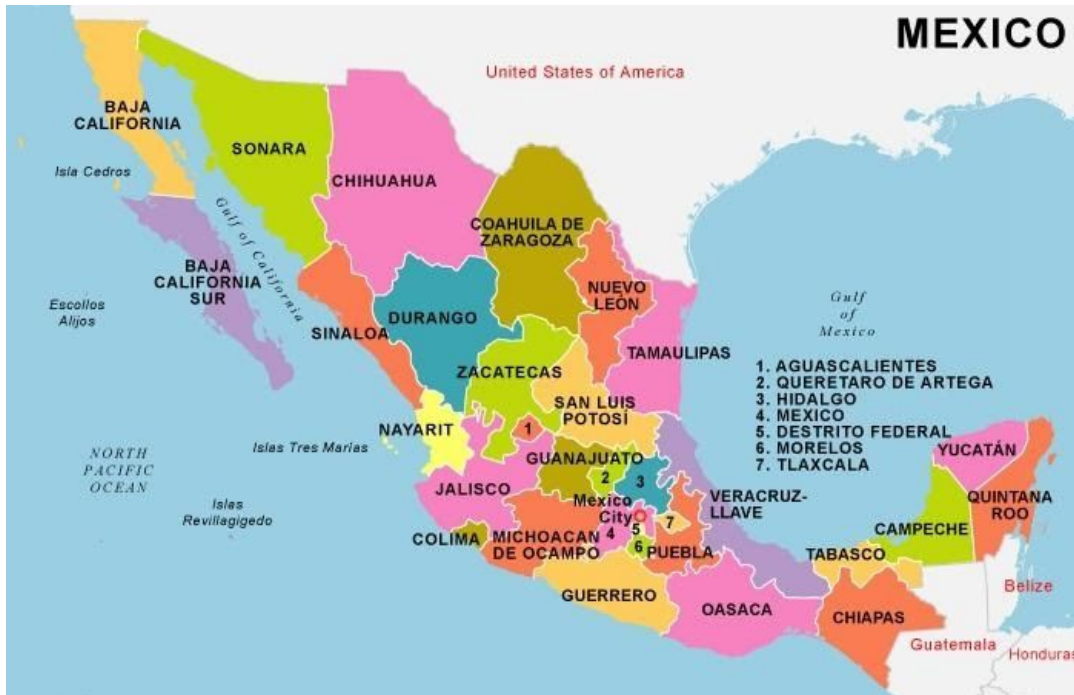 MEXICO
United States of America
BAJA
CALIFORNIA
SONARA
CHIHUAHUA
Isla Cedros
COAHUILA DE
ZARAGOZA
Gulf of California
BAJA
CALIFORNIA
SUR
NUEVO
LEÓN
Escollos
Alijos
Gulf
of
Mexico
SINALOA
DURANGO
TAMAULIPAS
ZACATECAS
1. AGUASCALIENTES
2. QUERETARO DE ARTEGA
3. HIDALGO
4. MEXICO
5. DESTRITO FEDERAL
6. MORELOS
7. TLAXCALA
SAN LUIS
POTOSÍ
NAYARIT
1
Islas Tres Marias
NORTH
PACIFIC
OCEAN
GUANAJUATO
YUCATÁN
JALISCO
2
3
VERACRUZ-
LLAVE
QUINTANA
ROO
Islas
Revillagigedo
Mexico
City
CAMPECHE
COLIMA
MICHOACAN
DE OCAMPO
4
5
6
7
PUEBLA
TABASCO
Belize
GUERRERO
OASACA
CHIAPAS
Guatemala
Honduras